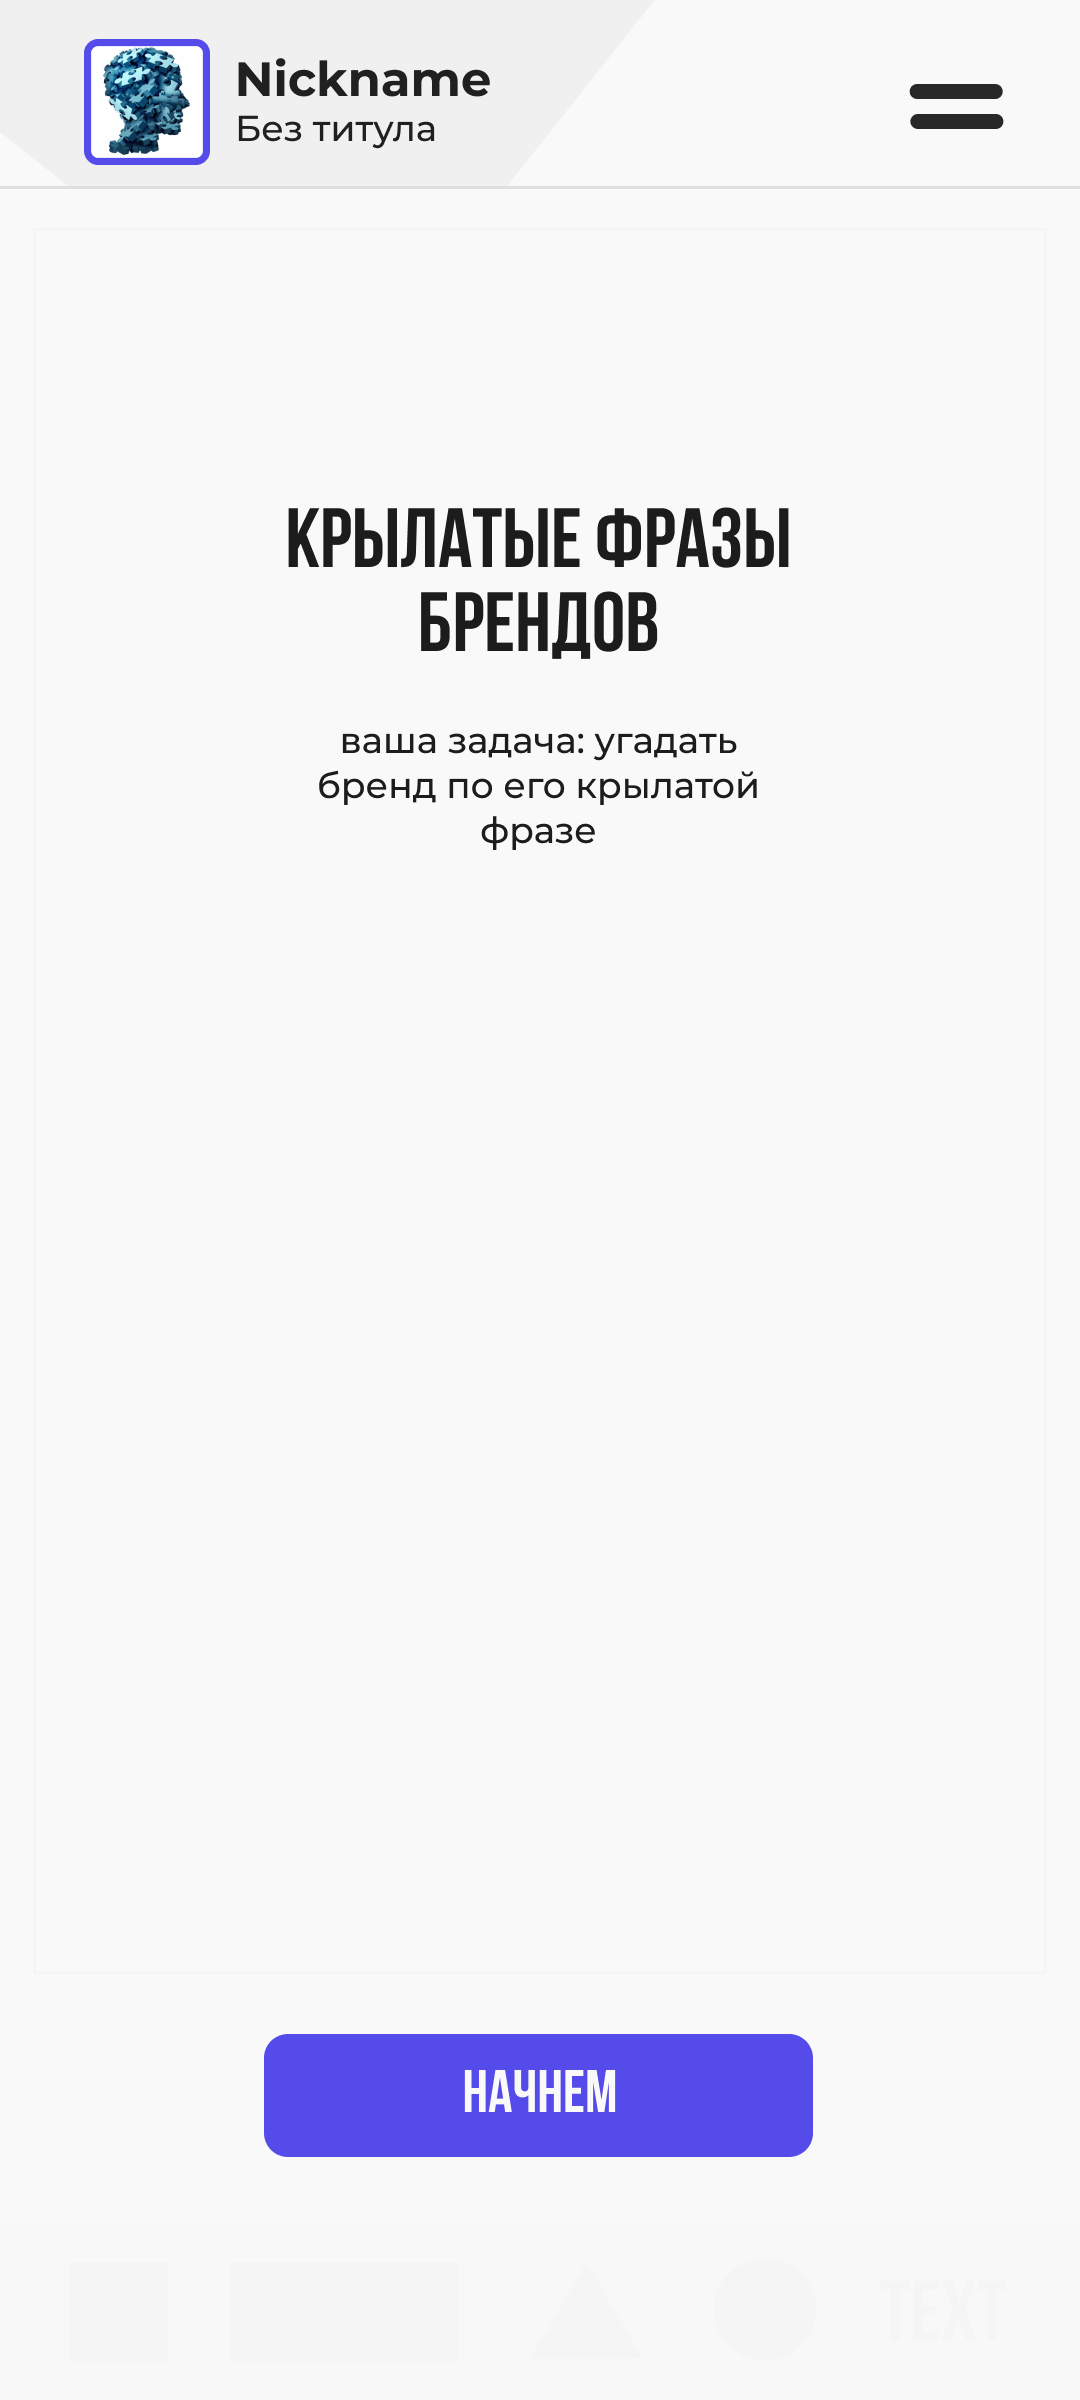 Nickname
Без титула
КРЫЛАТЫЕ ФРАЗЫ
БРЕНДОВ
ваша задача: угадать
бренд по его крылатой
фразе
НАЧНЕМ
TEXT